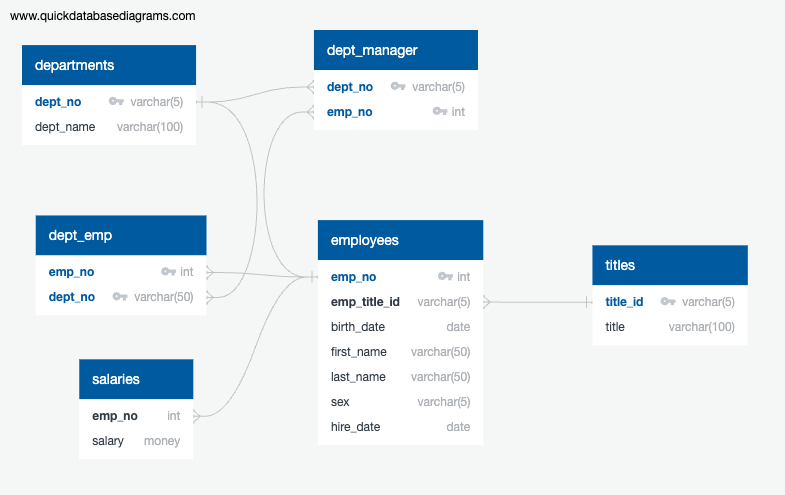 www.quickdatabasediagrams.com
departments
dept_no varchar(5)
dept_name varchar(100)
dept_manager
dept_no varchar(5)
emp_no int
dept_emp
emp_no int
dept_no varchar(50)
employees
emp_no int
emp_title_id varchar(5)
birth_date date
first_name varchar(50)
last_name varchar(50)
sex varchar(5)
hire_date date
titles
title_id varchar(5)
title varchar(100)
salaries
emp_no int
salary money